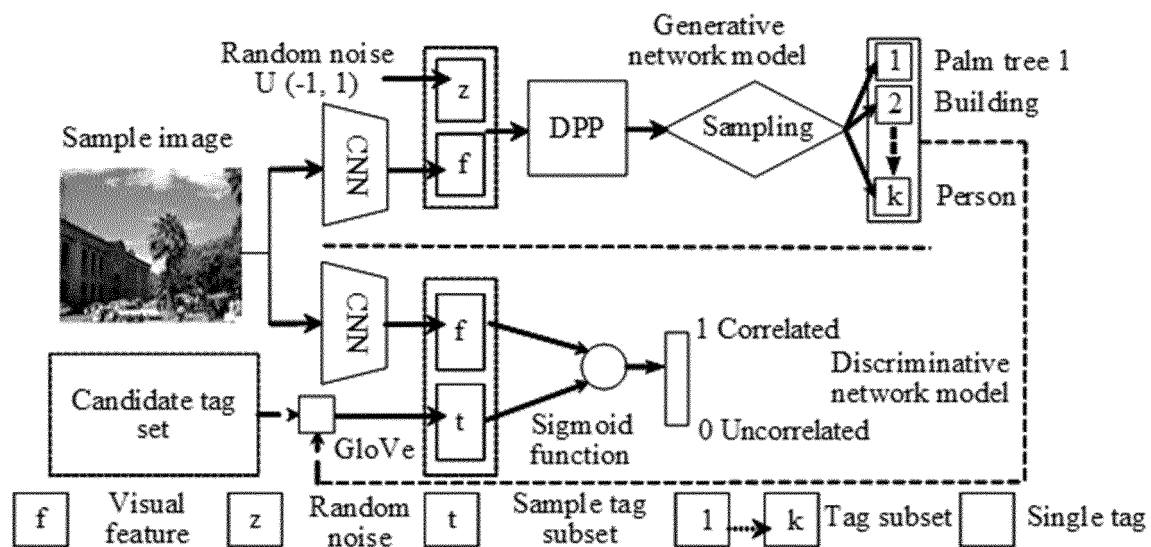 Generative
network model
Random noise
U (-1, 1)
z
1
Palm tree 1
2
Building
DPP
Sampling
Sample image
CNN
f
k
Person
CNN
f
1 Correlated
Discriminative
network model
Candidate tag
set
t
0 Uncorrelated
GloVe
Sigmoid
function
f
Visual
feature
z
Random
noise
t
Sample tag
subset
1
k
Tag subset
Single tag